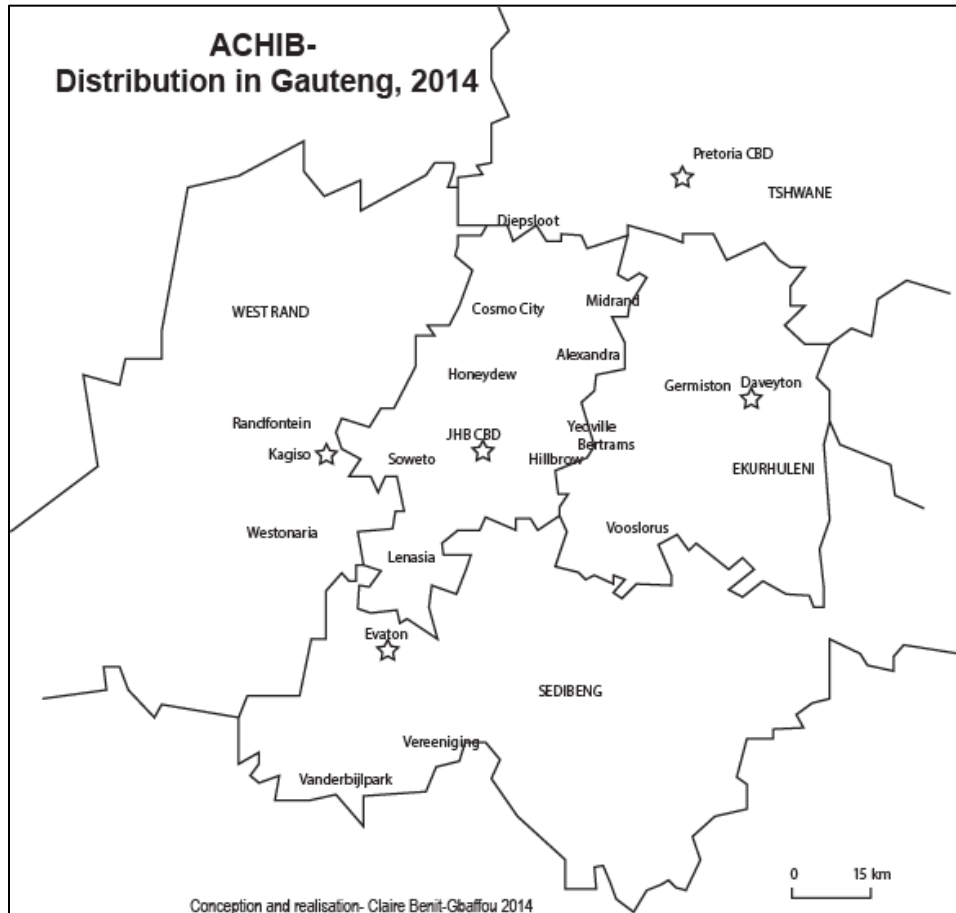 ACHIB-
Distribution in Gauteng, 2014
Pretoria CBD
TSHWANE
Diepsloot
WEST RAND
Cosmo City
Midrand
Alexandra
Honeydew
Germiston
Daveyton
Randfontein
JHB CBD
Yeoville
Bertrams
Kagiso
Soweto
Hillbrow
EKURHULENI
Westonaria
Vooslorus
Lenasia
Evaton
SEDIBENG
Vereeniging
Vanderbijlpark
0 15 km
Conception and realisation- Claire Benit-Gbaffou 2014